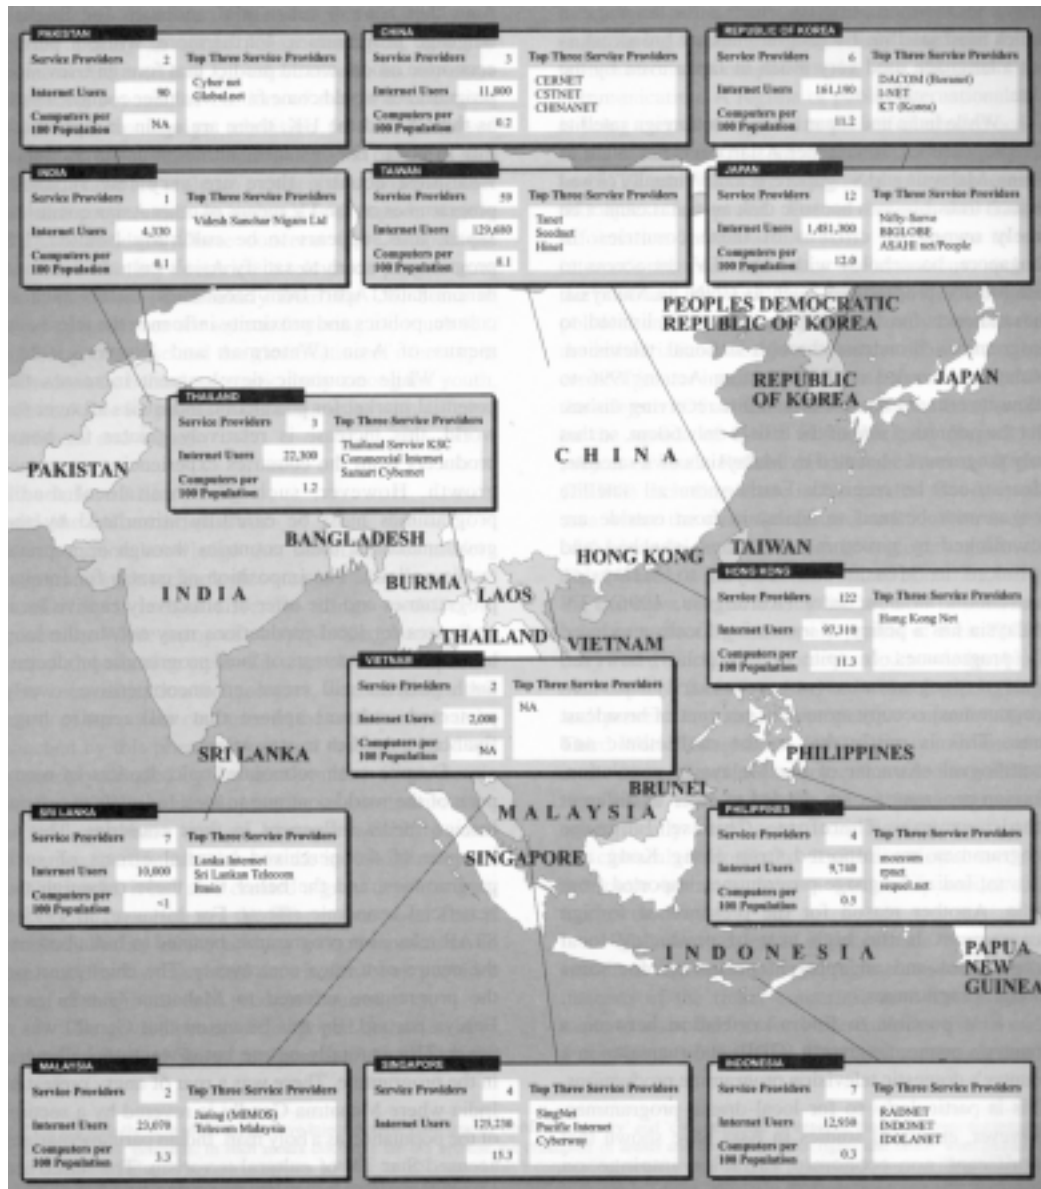 PAKISTAN
Service Providers 2 Top Three Service Providers
Cyber net
Internet Users 90 Global net
Computers per
100 Population NA
CHINA
Service Providers 3 Top Three Service Providers
CERNET
Internet Users 11,800 CSTNET
CHINANET
Computers per
100 Population 0.2
REPUBLIC OF KOREA
Service Providers 6 Top Three Service Providers
DACOM
Internet Users 161,190 I-NET
KT (Korea)
Computers per
100 Population 11.2
INDIA
Service Providers 1 Top Three Service Providers
Videsh Sanchar Nigam Ltd
Internet Users 4,330
Computers per
100 Population 0.1
TAIWAN
Service Providers 59 Top Three Service Providers
Tanet
Internet Users 129,680 Seednet
Hinet
Computers per
100 Population 8.1
JAPAN
Service Providers 12 Top Three Service Providers
Nifty-Serve
Internet Users 1,481,300 BIGLOBE
ASAHI net/People
Computers per
100 Population 12.0
PEOPLES DEMOCRATIC
REPUBLIC OF KOREA
REPUBLIC
OF KOREA
JAPAN
THAILAND
Service Providers 3 Top Three Service Providers
Thailand Service KSC
Internet Users 22,300 Commercial Internet
Samart Cybernet
Computers per
100 Population 1.2
PAKISTAN
CHINA
BANGLADESH
HONG KONG
TAIWAN
INDIA
BURMA
LAOS
HONG KONG
Service Providers 122 Top Three Service Providers
Hong Kong Net
Internet Users 97,318
Computers per
100 Population 11.3
THAILAND
VIETNAM
VIETNAM
Service Providers 2 Top Three Service Providers
NA
Internet Users 2,000
Computers per
100 Population NA
SRI LANKA
PHILIPPINES
BRUNEI
MALAYSIA
SINGAPORE
SRI LANKA
Service Providers 7 Top Three Service Providers
Lanka Internet
Internet Users 10,000 Sri Lankan Telecom
Computers per
100 Population <1
PHILIPPINES
Service Providers 4 Top Three Service Providers
mozcom
Internet Users 9,788 sequel.net
Computers per
100 Population 0.5
INDONESIA
PAPUA
NEW
GUINEA
MALAYSIA
Service Providers 2 Top Three Service Providers
Jaring (MIMOS)
Internet Users 23,078 Telecom Malaysia
Computers per
100 Population 3.3
SINGAPORE
Service Providers 4 Top Three Service Providers
SingNet
Internet Users 123,230 Pacific Internet
Cyberway
Computers per
100 Population 15.3
INDONESIA
Service Providers 7 Top Three Service Providers
RADNET
Internet Users 12,950 INDONET
IDOLANET
Computers per
100 Population 0.3